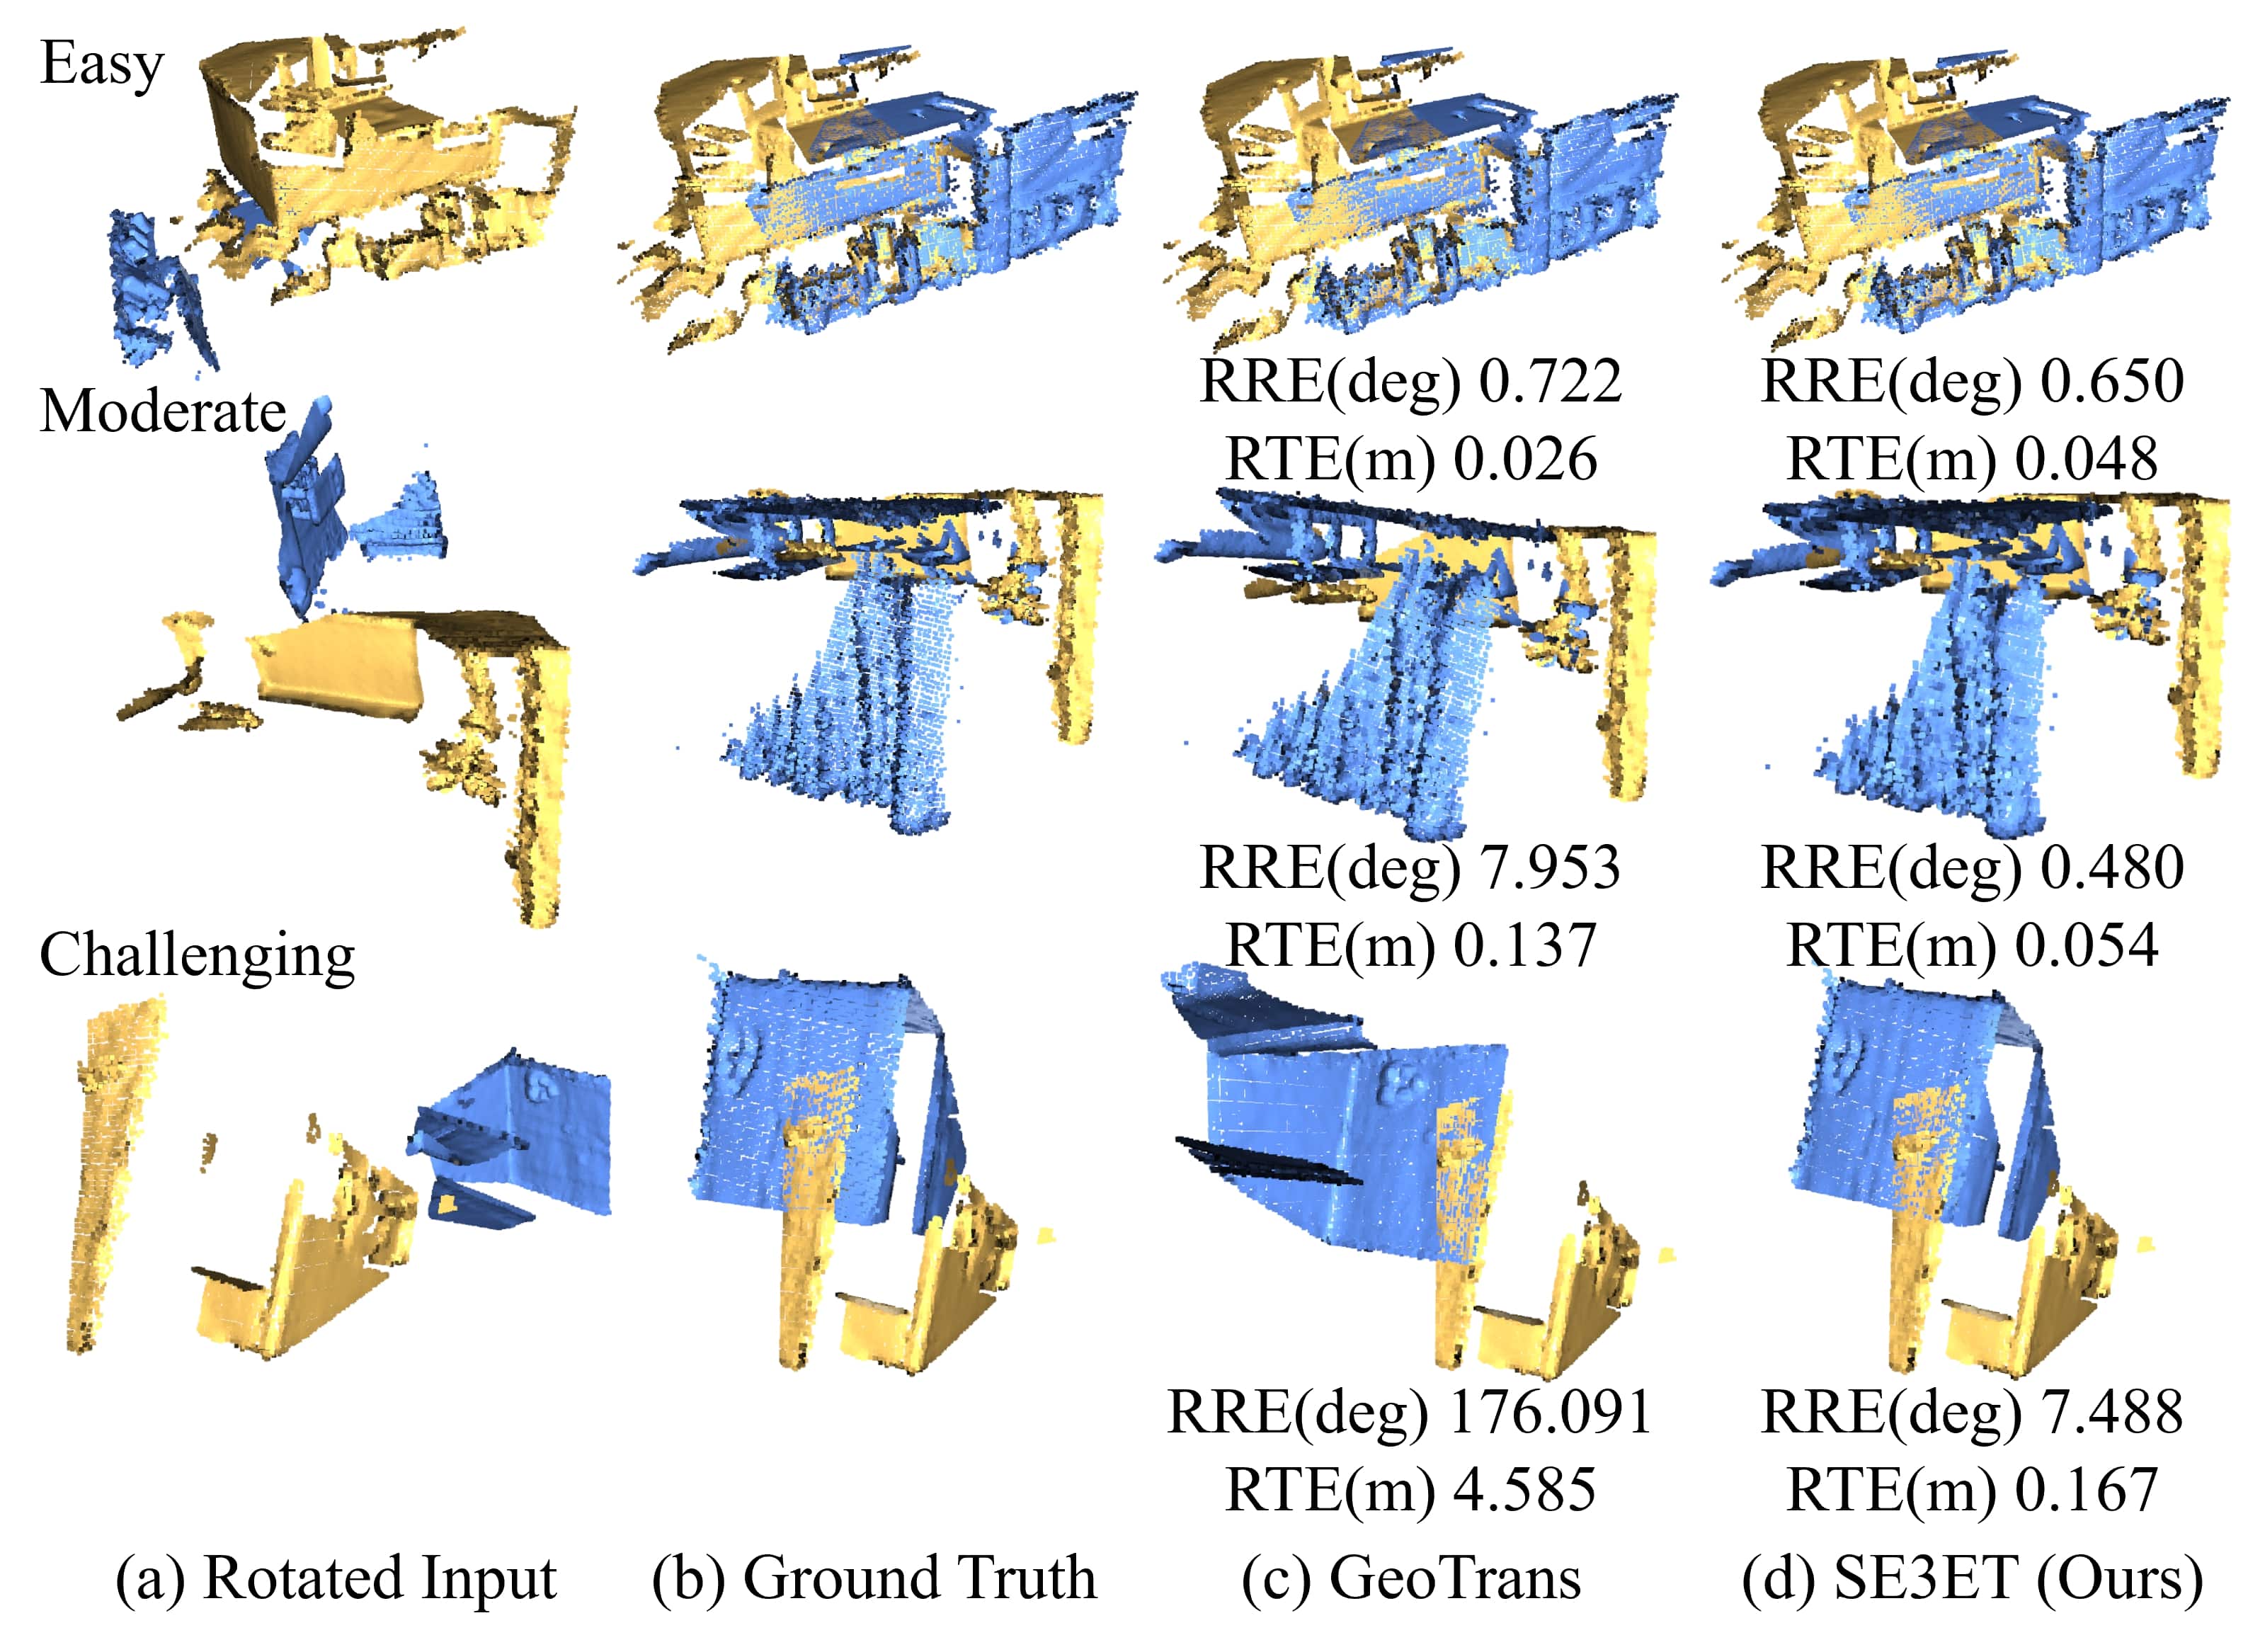 Easy
RRE(deg) 0.722
RTE(m) 0.026
RRE(deg) 0.650
RTE(m) 0.048
Moderate
RRE(deg) 7.953
RTE(m) 0.137
RRE(deg) 0.480
RTE(m) 0.054
Challenging
RRE(deg) 176.091
RTE(m) 4.585
RRE(deg) 7.488
RTE(m) 0.167
(a) Rotated Input
(b) Ground Truth
(c) GeoTrans
(d) SE3ET (Ours)